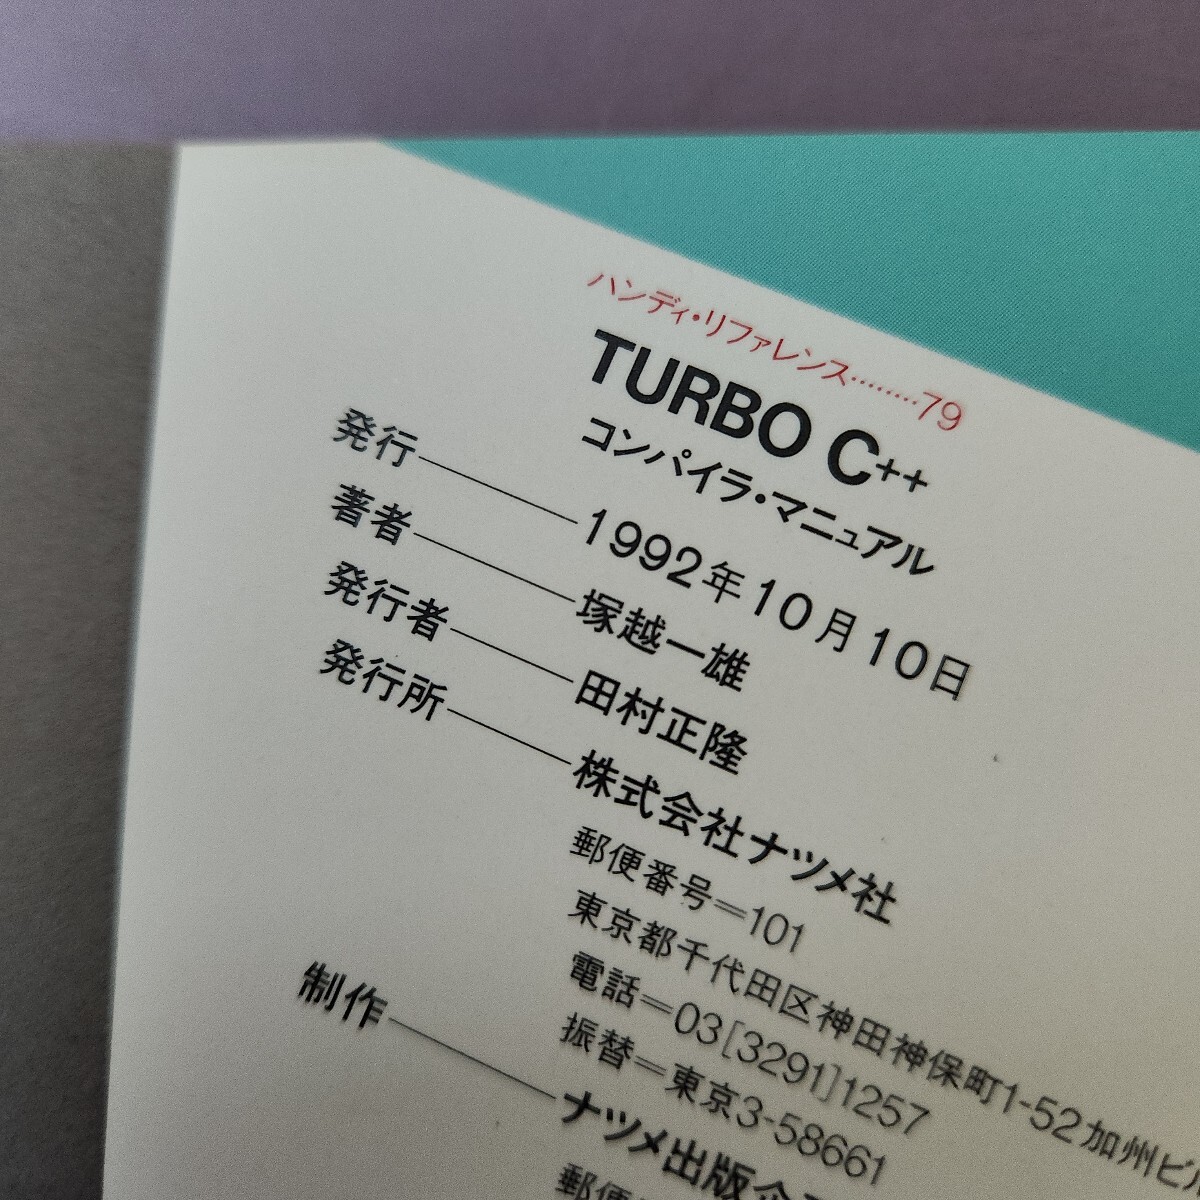 ハンディ・リファレンス………79
TURBO C++
コンパイラ・マニュアル
発行――1992年10月10日
著者――塚越一雄
発行者――田村正隆
発行所――株式会社ナツメ社
郵便番号=101
東京都千代田区神田神保町1-52加州ビル
電話=03[3291]1257
振替=東京3-58661
制作――ナツメ出版企
郵便